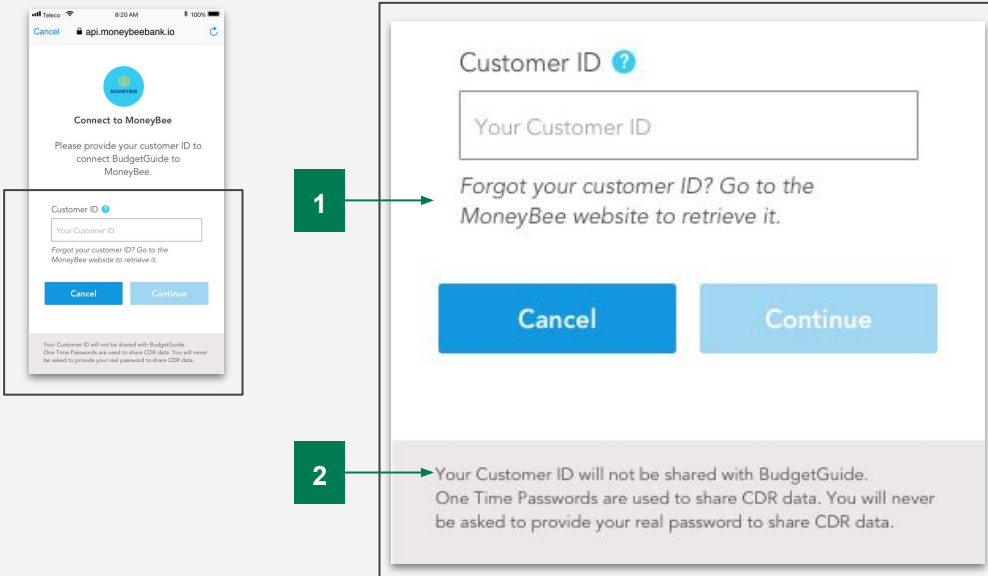 Teleco 8:20 AM 100%
Cancel api.moneybeebank.io
MONEYBEE
Connect to MoneyBee
Please provide your customer ID to
connect BudgetGuide to
MoneyBee.
Customer ID ?
Your Customer ID
Forgot your customer ID? Go to the
MoneyBee website to retrieve it.
Cancel Continue
Your Customer ID will not be shared with BudgetGuide.
One Time Passwords are used to share CDR data. You will never
be asked to provide your real password to share CDR data.
1
2
Customer ID ?
Your Customer ID
Forgot your customer ID? Go to the
MoneyBee website to retrieve it.
Cancel Continue
Your Customer ID will not be shared with BudgetGuide.
One Time Passwords are used to share CDR data. You will never
be asked to provide your real password to share CDR data.